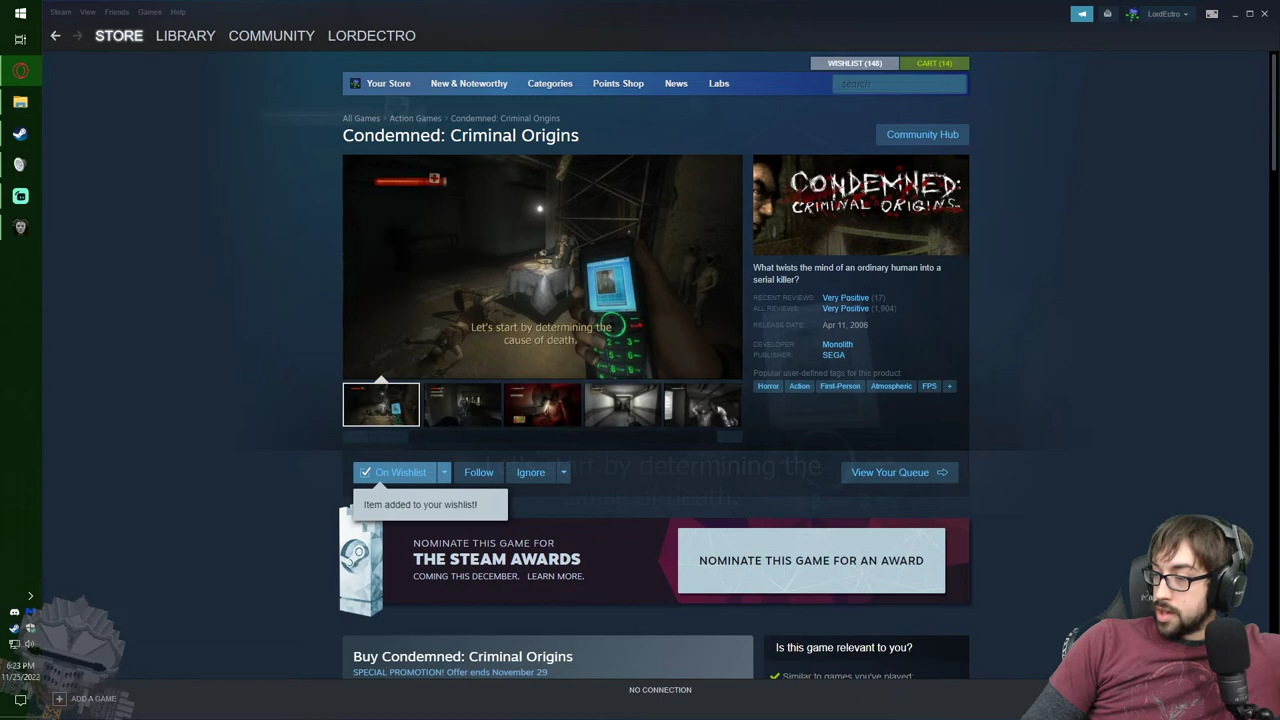 Steam View Friends Games Help
LordEctro
STORE LIBRARY COMMUNITY LORDECTRO
WISHLIST (148) CART (14)
Your Store New & Noteworthy Categories Points Shop News Labs search
All Games > Action Games > Condemned: Criminal Origins
Condemned: Criminal Origins
Community Hub
CONDEMNED:
CRIMINAL ORIGINS
Let's start by determining the
cause of death.
What twists the mind of an ordinary human into a
serial killer?
RECENT REVIEWS: Very Positive (17)
ALL REVIEWS: Very Positive (1,904)
RELEASE DATE: Apr 11, 2006
DEVELOPER: Monolith
PUBLISHER: SEGA
Popular user-defined tags for this product:
Horror Action First-Person Atmospheric FPS +
On Wishlist Follow Ignore View Your Queue
Item added to your wishlist!
NOMINATE THIS GAME FOR
THE STEAM AWARDS
COMING THIS DECEMBER. LEARN MORE.
NOMINATE THIS GAME FOR AN AWARD
Buy Condemned: Criminal Origins
SPECIAL PROMOTION! Offer ends November 29
Is this game relevant to you?
Similar to games you've played:
6:23 PM
11/25/2022
ADD A GAME
NO CONNECTION